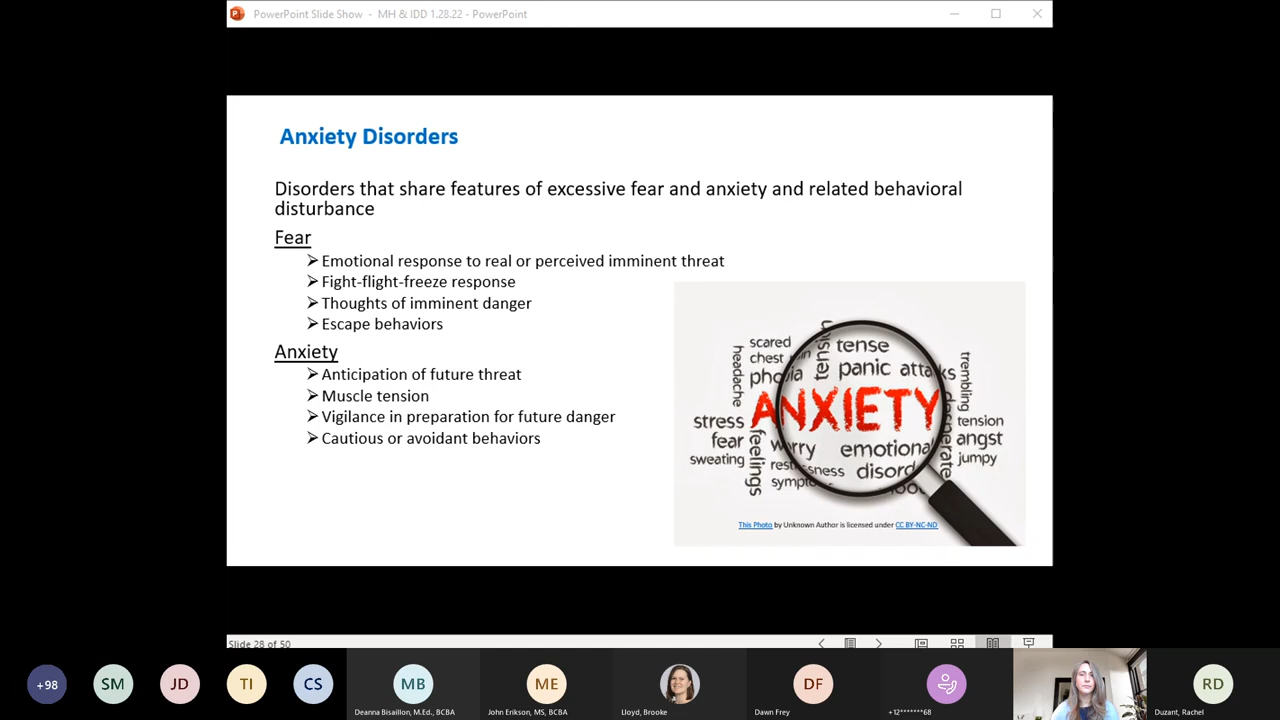 PowerPoint Slide Show - MH & IDD 1.28.22 - PowerPoint
Anxiety Disorders
Disorders that share features of excessive fear and anxiety and related behavioral
disturbance
Fear
Emotional response to real or perceived imminent threat
Fight-flight-freeze response
Thoughts of imminent danger
Escape behaviors
Anxiety
Anticipation of future threat
Muscle tension
Vigilance in preparation for future danger
Cautious or avoidant behaviors
scared
chest
headache
tense
panic attacks
phobia
trembling
ANXIETY
stress
fear
sweating
feelings
worry
emotional
disord
desperate
tension
angst
jumpy
This Photo by Unknown Author is licensed under CC BY-NC-ND
Slide 28 of 50
+98
SM
JD
TI
CS
MB
ME
DF
RD
Deanna Bisaillon, M.Ed., BCBA
John Erikson, MS, BCBA
Lloyd, Brooke
Dawn Frey
+12*******68
Duzant, Rachel